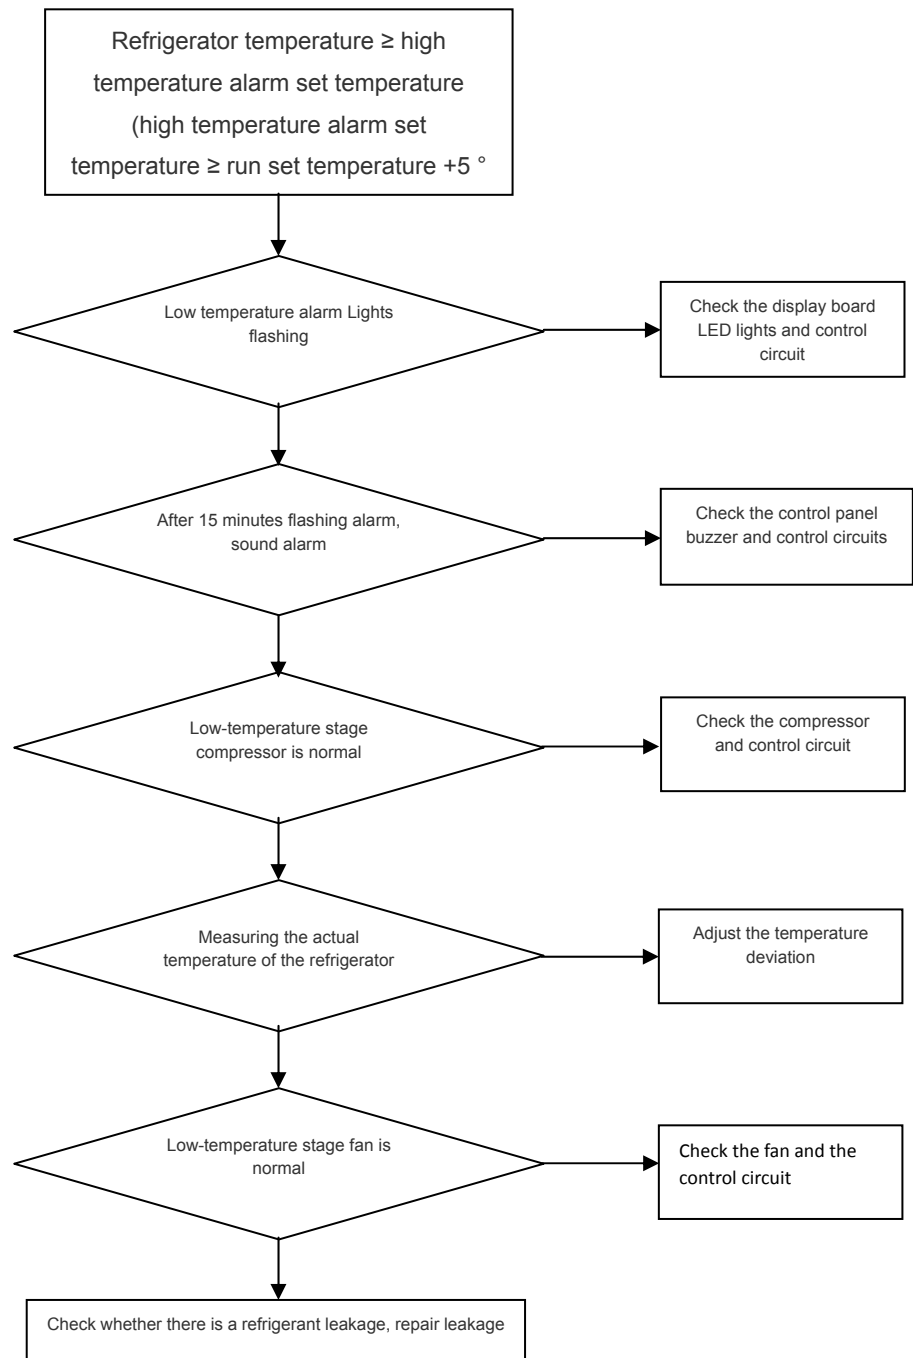 Refrigerator temperature ≥ high
temperature alarm set temperature
(high temperature alarm set
temperature ≥ run set temperature +5 °
Low temperature alarm Lights
flashing
Check the display board
LED lights and control
circuit
After 15 minutes flashing alarm,
sound alarm
Check the control panel
buzzer and control circuits
Low-temperature stage
compressor is normal
Check the compressor
and control circuit
Measuring the actual
temperature of the refrigerator
Adjust the temperature
deviation
Low-temperature stage fan is
normal
Check the fan and the
control circuit
Check whether there is a refrigerant leakage, repair leakage